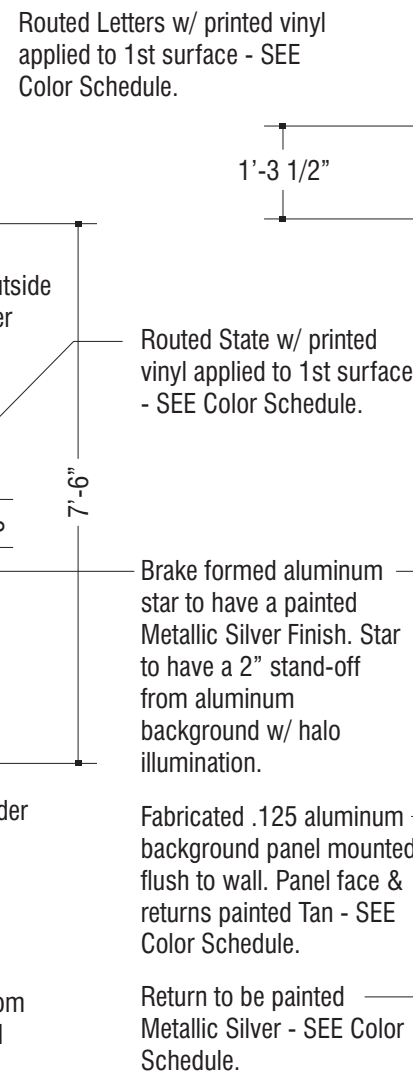 Routed Letters w/ printed vinyl
applied to 1st surface - SEE
Color Schedule.
1’-3 1/2”
Routed State w/ printed
vinyl applied to 1st surface
- SEE Color Schedule.
7’-6”
Brake formed aluminum
star to have a painted
Metallic Silver Finish. Star
to have a 2” stand-off
from aluminum
background w/ halo
illumination.
Fabricated .125 aluminum
background panel mounted
flush to wall. Panel face &
returns painted Tan - SEE
Color Schedule.
Return to be painted
Metallic Silver - SEE Color
Schedule.